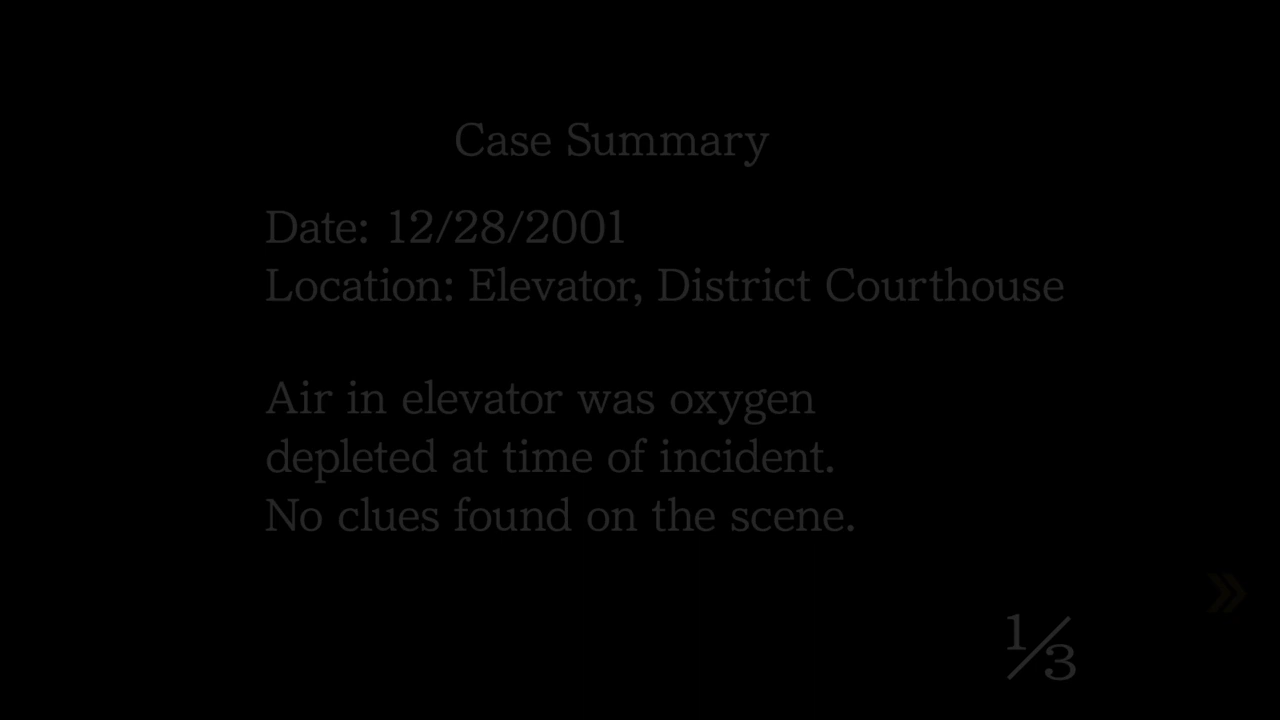 Case Summary
Date: 12/28/2001
Location: Elevator, District Courthouse
Air in elevator was oxygen
depleted at time of incident.
No clues found on the scene.
1/3